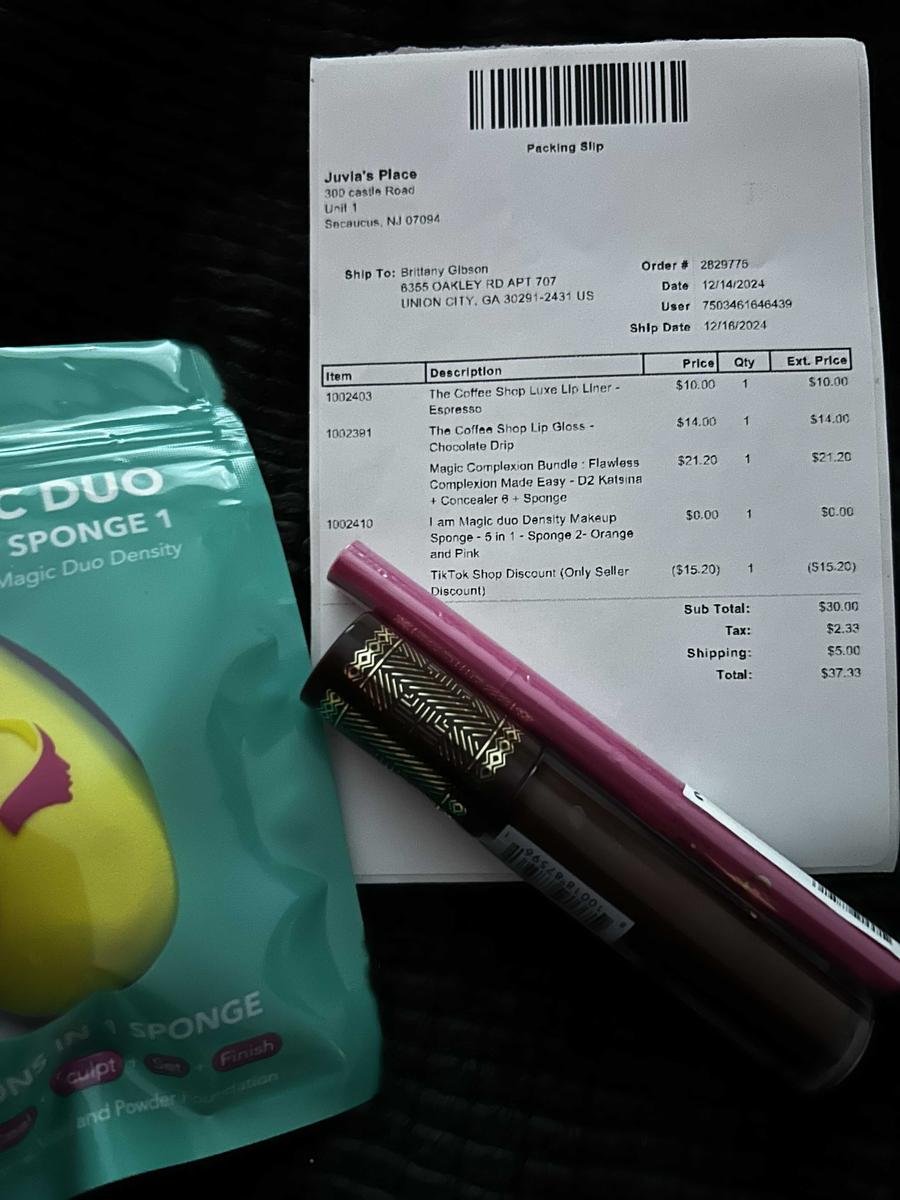 Packing Slip
Juvia's Place
300 castle Road
Unit 1
Secaucus, NJ 07094
Ship To: Brittany Gibson
6355 OAKLEY RD APT 707
UNION CITY, GA 30291-2431 US
Order # 2829775
Date 12/14/2024
User 7503461646439
Ship Date 12/16/2024
Item Description Price Qty Ext. Price
1002403 The Coffee Shop Luxe Lip Liner - $10.00 1 $10.00
Espresso
1002391 The Coffee Shop Lip Gloss - $14.00 1 $14.00
Chocolate Drip
Magic Complexion Bundle : Flawless $21.20 1 $21.20
Complexion Made Easy - D2 Katsina
+ Concealer 6 + Sponge
1002410 I am Magic duo Density Makeup $0.00 1 $0.00
Sponge - 5 in 1 - Sponge 2- Orange
and Pink
TikTok Shop Discount (Only Seller ($15.20) 1 ($15.20)
Discount)
Sub Total: $30.00
Tax: $2.33
Shipping: $5.00
Total: $37.33
C DUO
SPONGE 1
Magic Duo Density
ONS IN 1 SPONGE
culpt Set Finish
and Powder Foundation